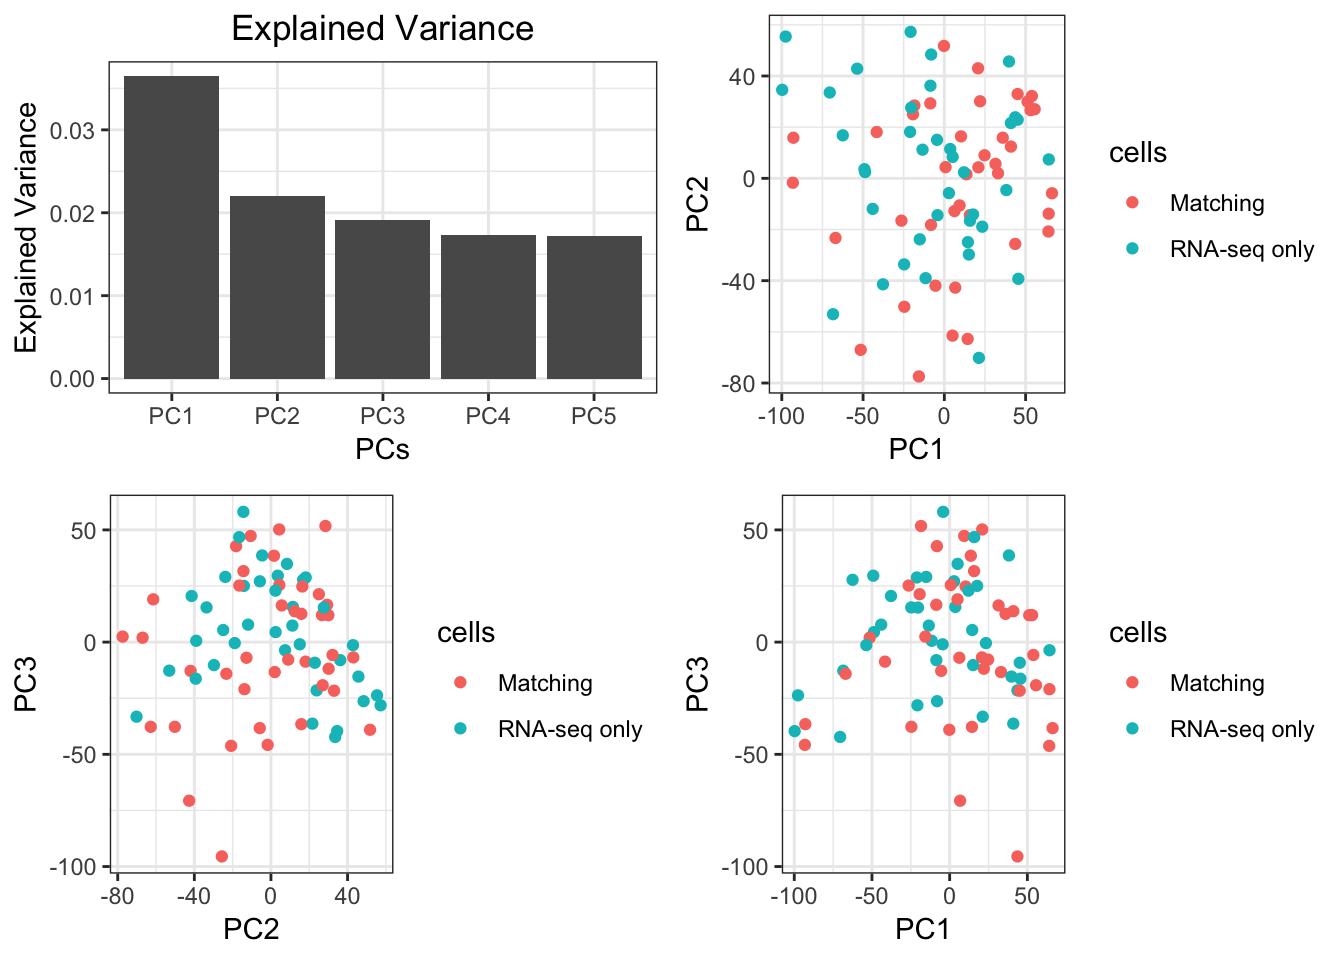 Explained Variance
Explained Variance
0.03
0.02
0.01
0.00
PC1 PC2 PC3 PC4 PC5
PCs
PC2
40
0
-40
-80
-100 -50 0 50
PC1
cells
Matching
RNA-seq only
PC3
50
0
-50
-100
-80 -40 0 40
PC2
cells
Matching
RNA-seq only
PC3
50
0
-50
-100
-100 -50 0 50
PC1
cells
Matching
RNA-seq only